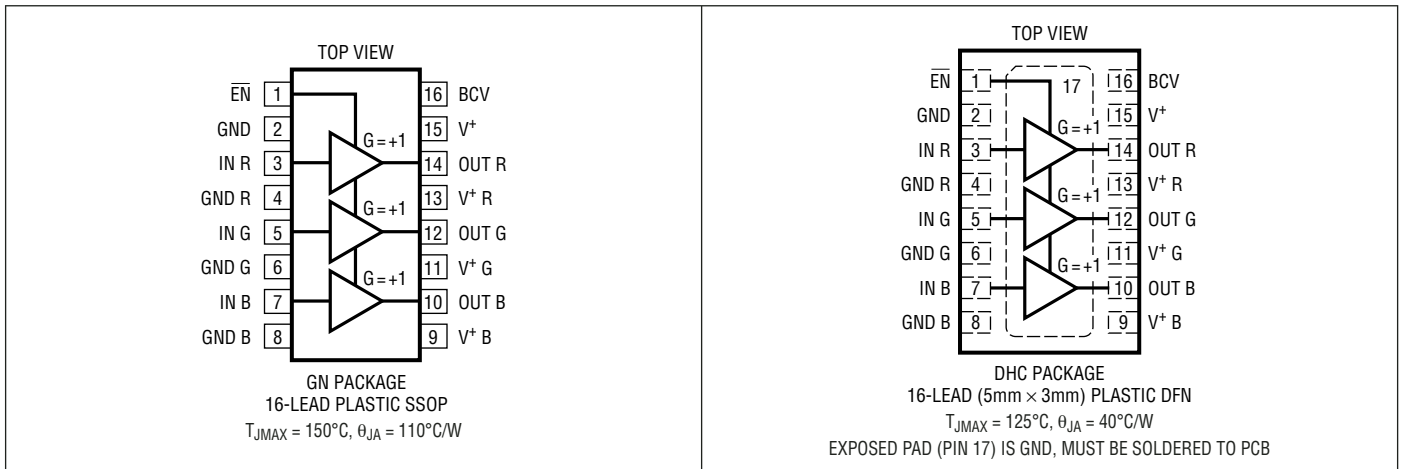 TOP VIEW
EN 1 16 BCV
GND 2 15 V+
G = +1
IN R 3 14 OUT R
GND R 4 13 V+ R
G = +1
IN G 5 12 OUT G
GND G 6 11 V+ G
G = +1
IN B 7 10 OUT B
GND B 8 9 V+ B
GN PACKAGE
16-LEAD PLASTIC SSOP
TJMAX = 150°C, θJA = 110°C/W
TOP VIEW
EN 1 17 16 BCV
GND 2 15 V+
G = +1
IN R 3 14 OUT R
GND R 4 13 V+ R
G = +1
IN G 5 12 OUT G
GND G 6 11 V+ G
G = +1
IN B 7 10 OUT B
GND B 8 9 V+ B
DHC PACKAGE
16-LEAD (5mm × 3mm) PLASTIC DFN
TJMAX = 125°C, θJA = 40°C/W
EXPOSED PAD (PIN 17) IS GND, MUST BE SOLDERED TO PCB